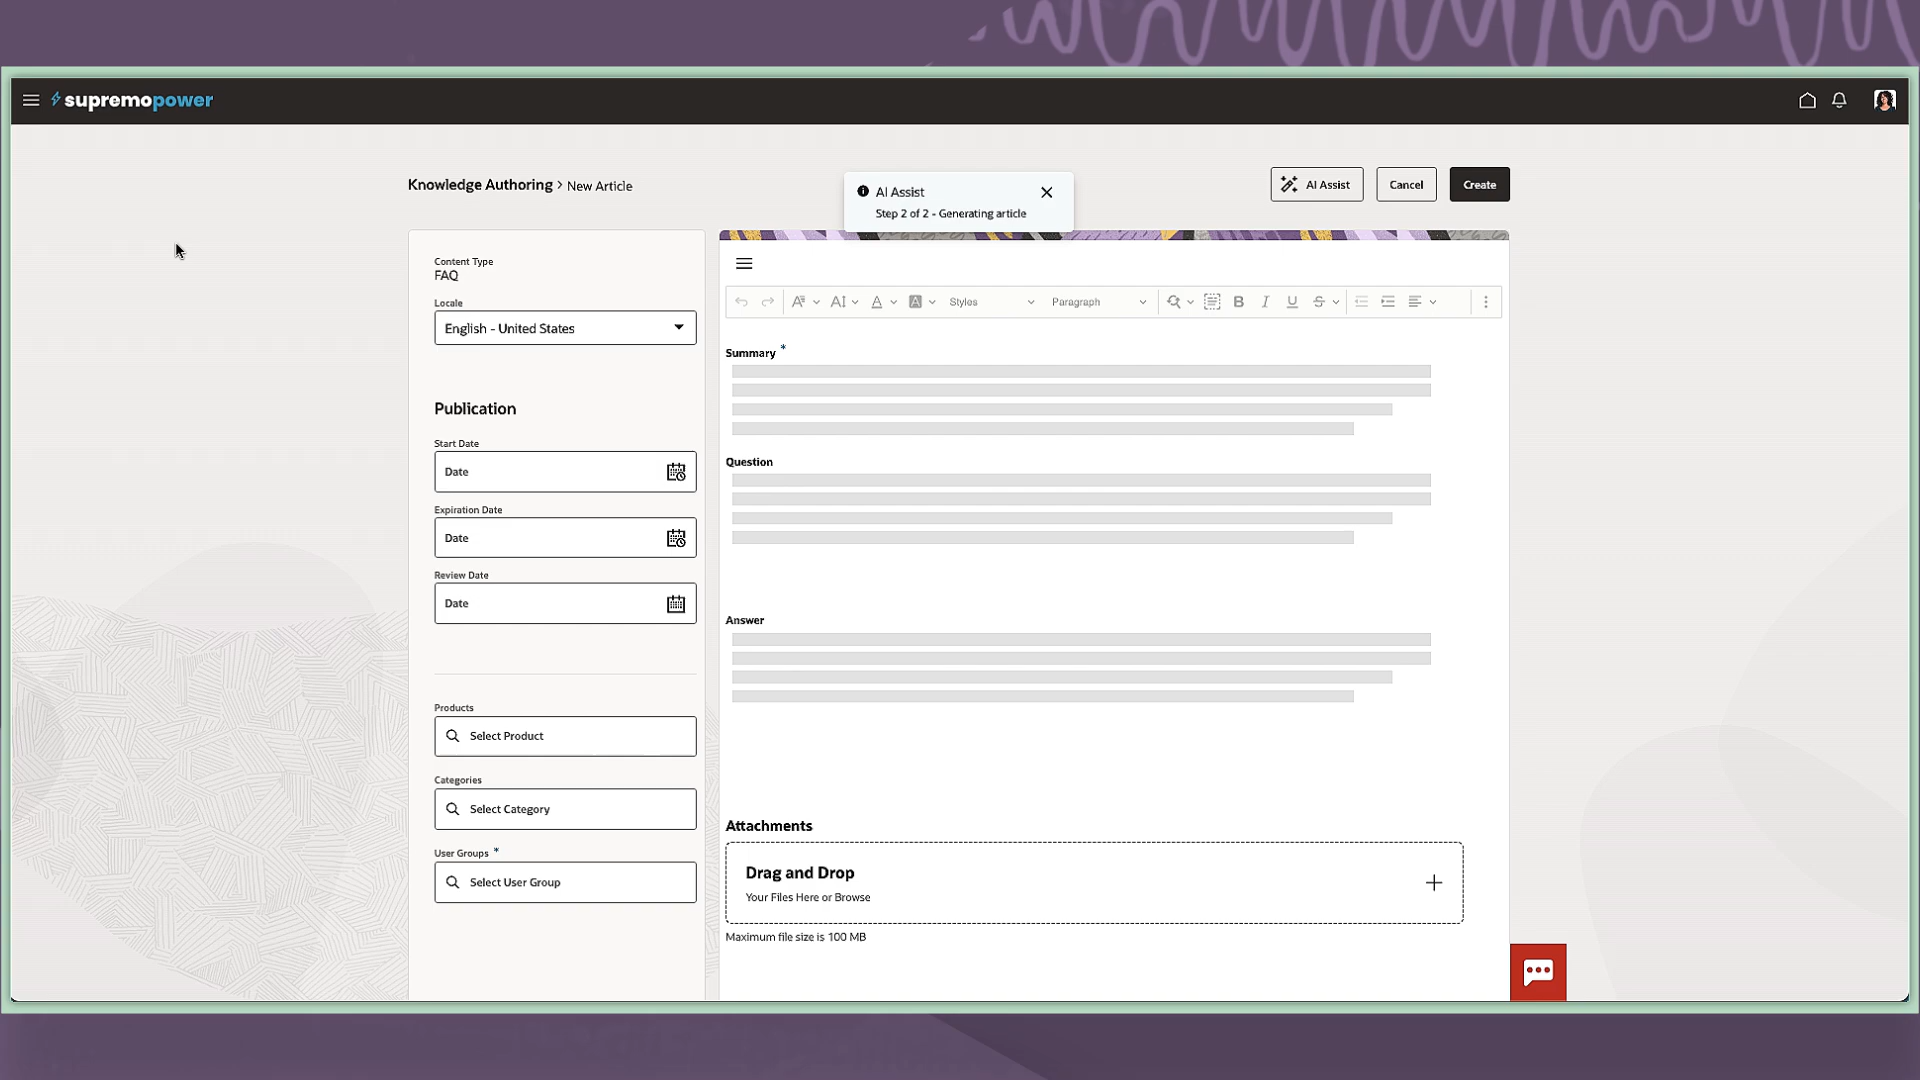 supremopower
Knowledge Authoring > New Article
AI Assist
Step 2 of 2 - Generating article
AI Assist
Cancel
Create
Content Type
FAQ
Locale
English - United States
Publication
Start Date
Date
Expiration Date
Date
Review Date
Date
Products
Select Product
Categories
Select Category
User Groups *
Select User Group
Styles
Paragraph
Summary *
Question
Answer
Attachments
Drag and Drop
Your Files Here or Browse
Maximum file size is 100 MB